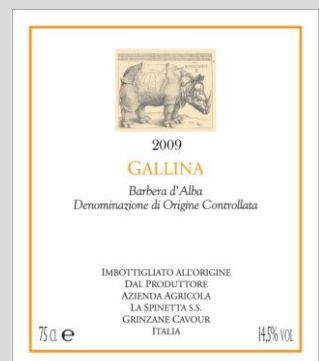 2009
GALLINA
Barbera d'Alba
Denominazione di Origine Controllata
IMBOTTIGLIATO ALL'ORIGINE
DAL PRODUTTORE
AZIENDA AGRICOLA
LA SPINETTA S.S.
GRINZANE CAVOUR
ITALIA
75 Cl. e
14,5% VOL